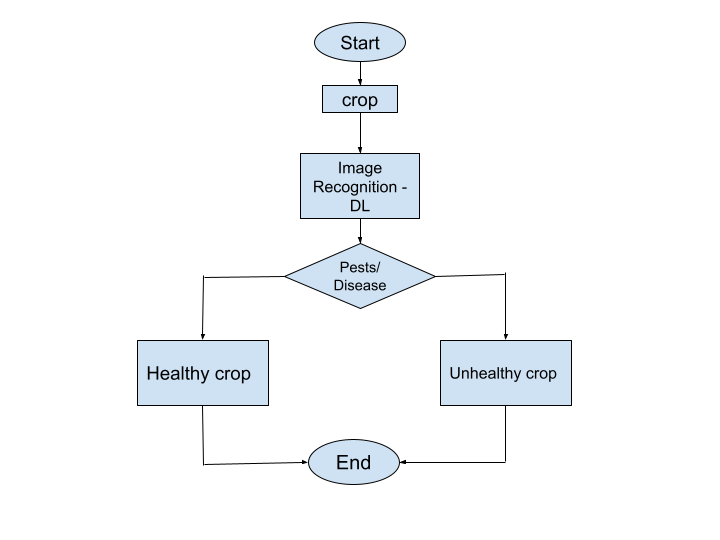 Start
crop
Image
Recognition -
DL
Pests/
Disease
Healthy crop
Unhealthy crop
End